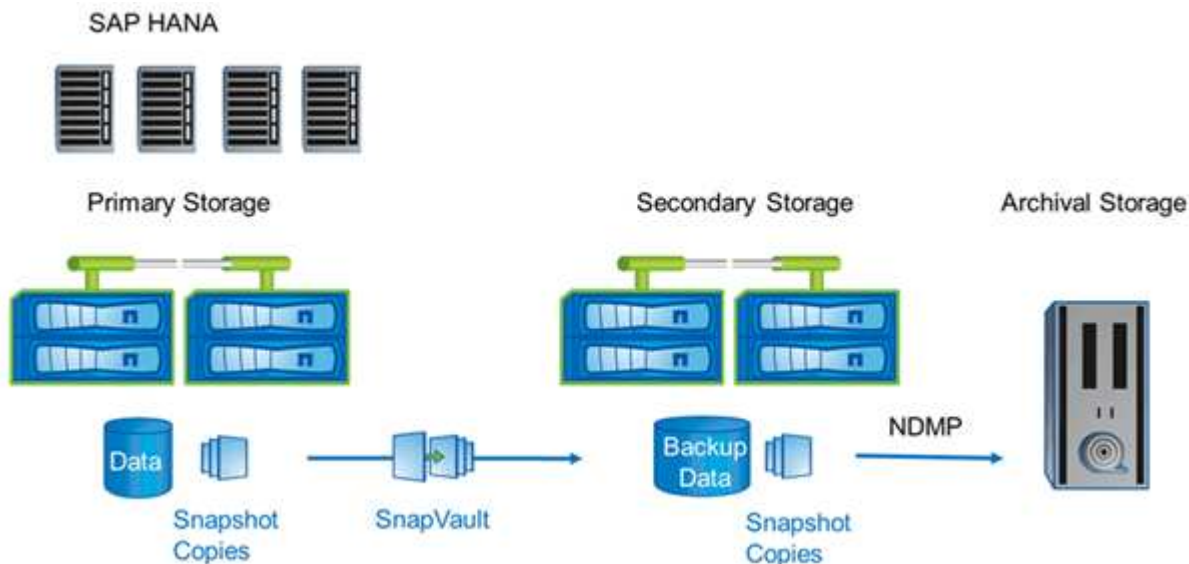 SAP HANA
Primary Storage
Secondary Storage
Archival Storage
Data
Snapshot
Copies
SnapVault
Backup
Data
Snapshot
Copies
NDMP